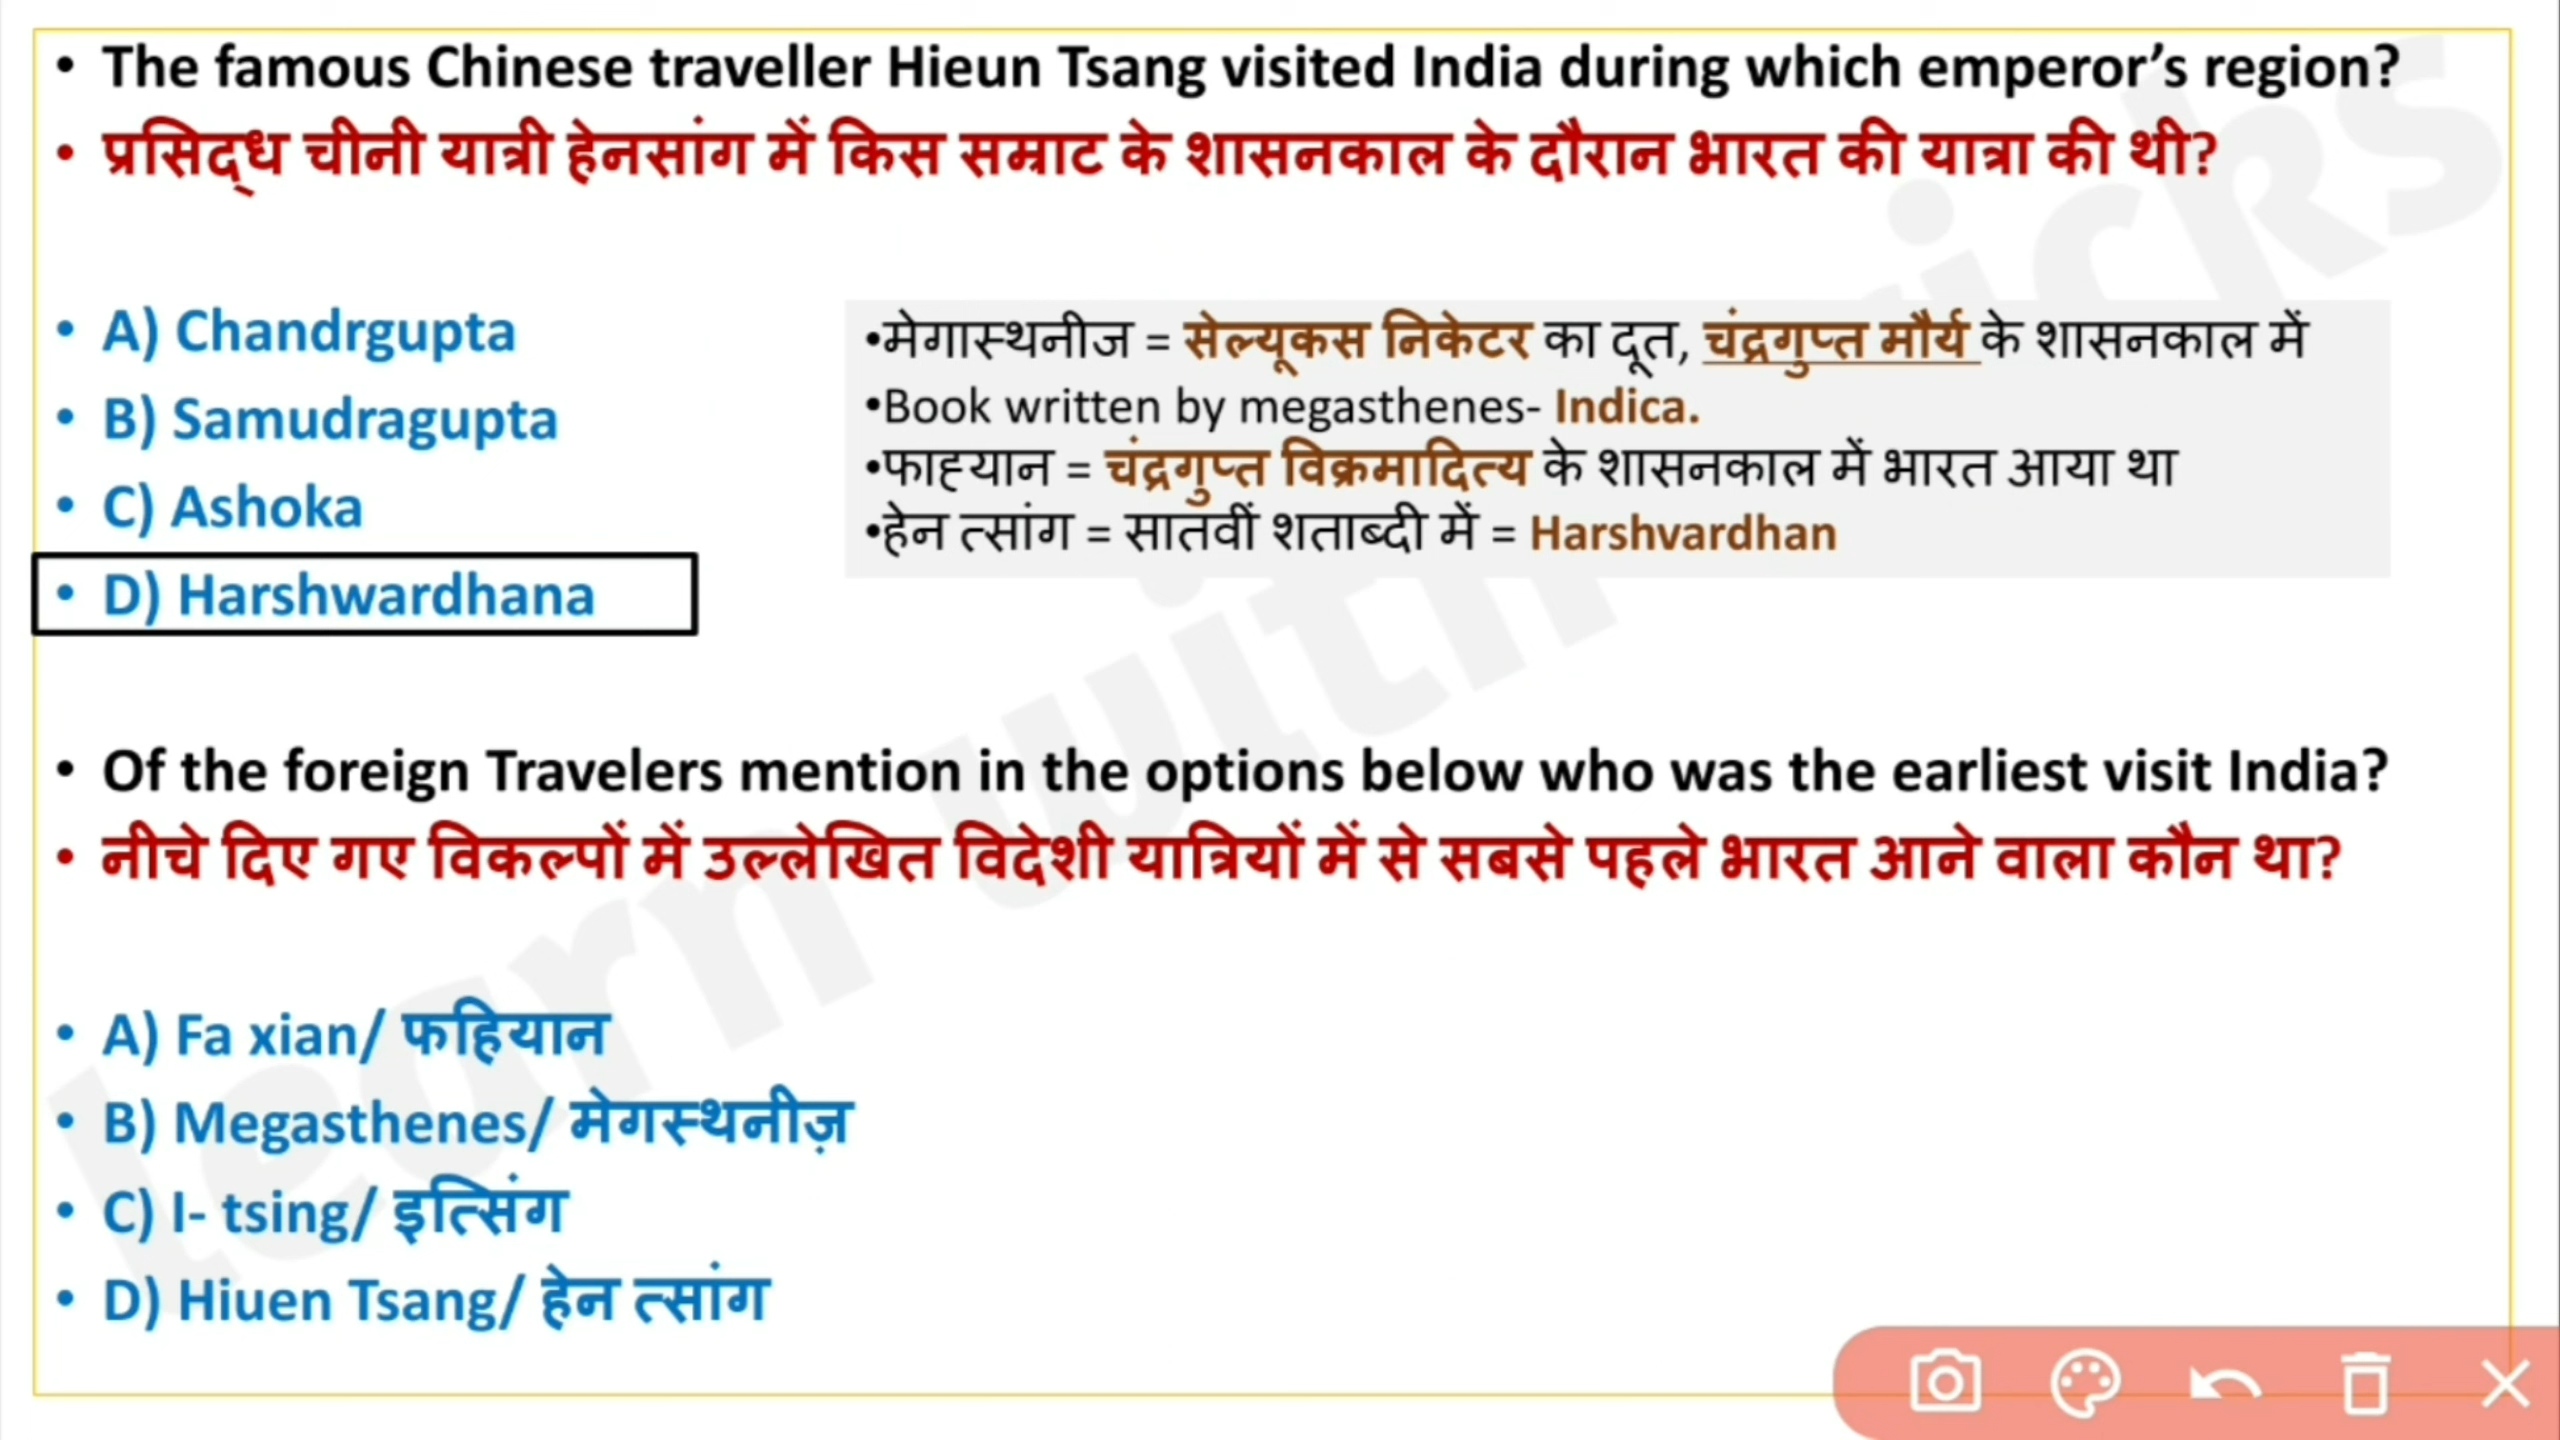 • The famous Chinese traveller Hieun Tsang visited India during which emperor’s region?
• प्रसिद्ध चीनी यात्री हेनसांग में किस सम्राट के शासनकाल के दौरान भारत की यात्रा की थी?
• A) Chandrgupta
• B) Samudragupta
• C) Ashoka
• D) Harshwardhana
•मेगास्थनीज = सेल्यूकस निकेटर का दूत, चंद्रगुप्त मौर्य के शासनकाल में
•Book written by megasthenes- Indica.
•फाह्यान = चंद्रगुप्त विक्रमादित्य के शासनकाल में भारत आया था
•हेन त्सांग = सातवीं शताब्दी में = Harshvardhan
• Of the foreign Travelers mention in the options below who was the earliest visit India?
• नीचे दिए गए विकल्पों में उल्लेखित विदेशी यात्रियों में से सबसे पहले भारत आने वाला कौन था?
• A) Fa xian/ फहियान
• B) Megasthenes/ मेगस्थनीज़
• C) I- tsing/ इत्सिंग
• D) Hiuen Tsang/ हेन त्सांग
learn with